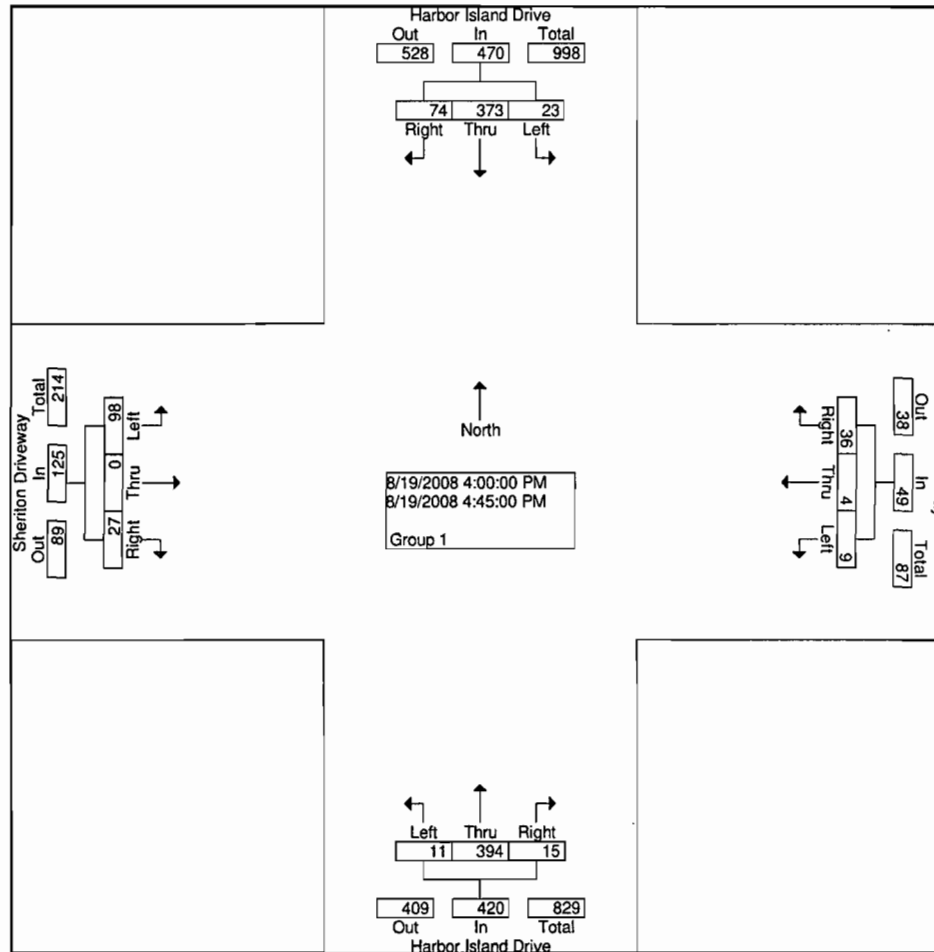 Harbor Island Drive
Out In Total
528 470 998
74 373 23
Right Thru Left
Sheriton Driveway
Total In Out
214 125 89
98 0 27
Left Thru Right
North
8/19/2008 4:00:00 PM
8/19/2008 4:45:00 PM
Group 1
Right Thru Left
36 4 9
Out In Total
38 49 87
Left Thru Right
11 394 15
409 420 829
Out In Total
Harbor Island Drive